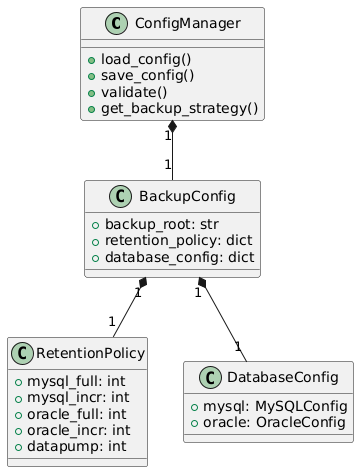 C ConfigManager
load_config()
save_config()
validate()
get_backup_strategy()
1
1
C BackupConfig
backup_root: str
retention_policy: dict
database_config: dict
1
1
1
1
C RetentionPolicy
mysql_full: int
mysql_incr: int
oracle_full: int
oracle_incr: int
datapump: int
C DatabaseConfig
mysql: MySQLConfig
oracle: OracleConfig